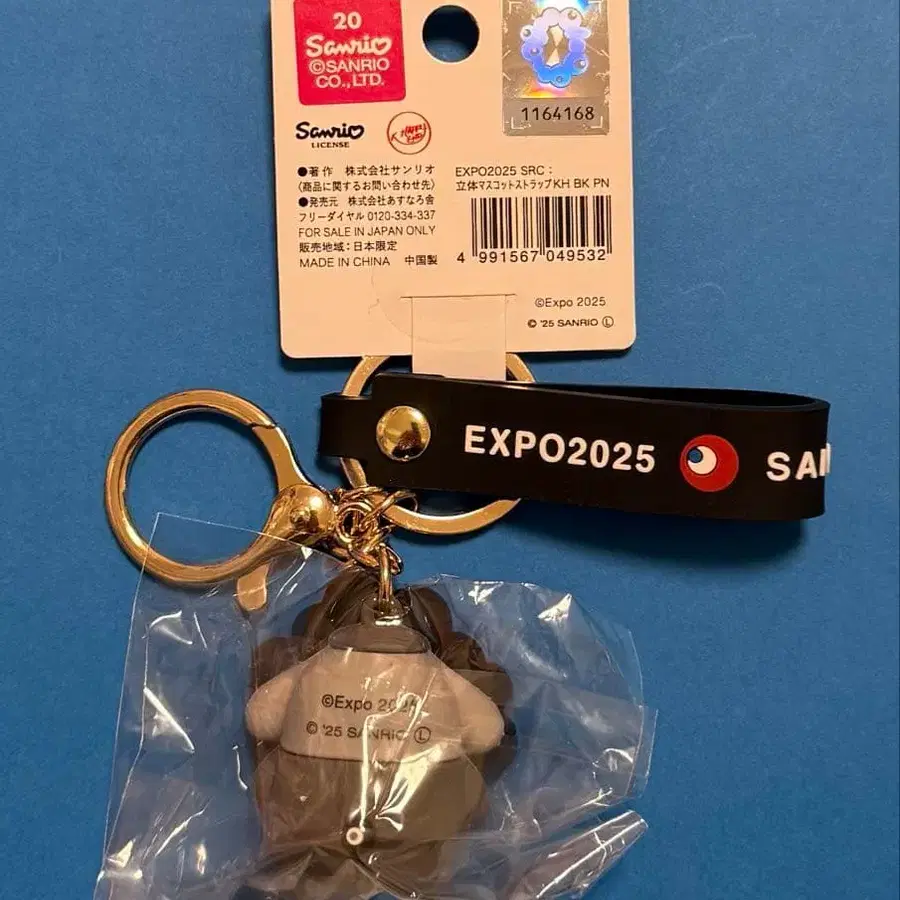 20
Sanrio
©SANRIO
CO.,LTD.
1164168
Sanrio
LICENSE
●著作 株式会社サンリオ
〈商品に関するお問い合わせ先〉
●発売元 株式会社あすなろ舎
フリーダイヤル 0120-334-337
FOR SALE IN JAPAN ONLY
販売地域:日本限定
MADE IN CHINA 中国製
EXPO2025 SRC:
立体マスコットストラップKH BK PN
4 991567 049532
©Expo 2025
© '25 SANRIO Ⓛ
EXPO2025 SAN
©Expo 2025
© '25 SANRIO Ⓛ